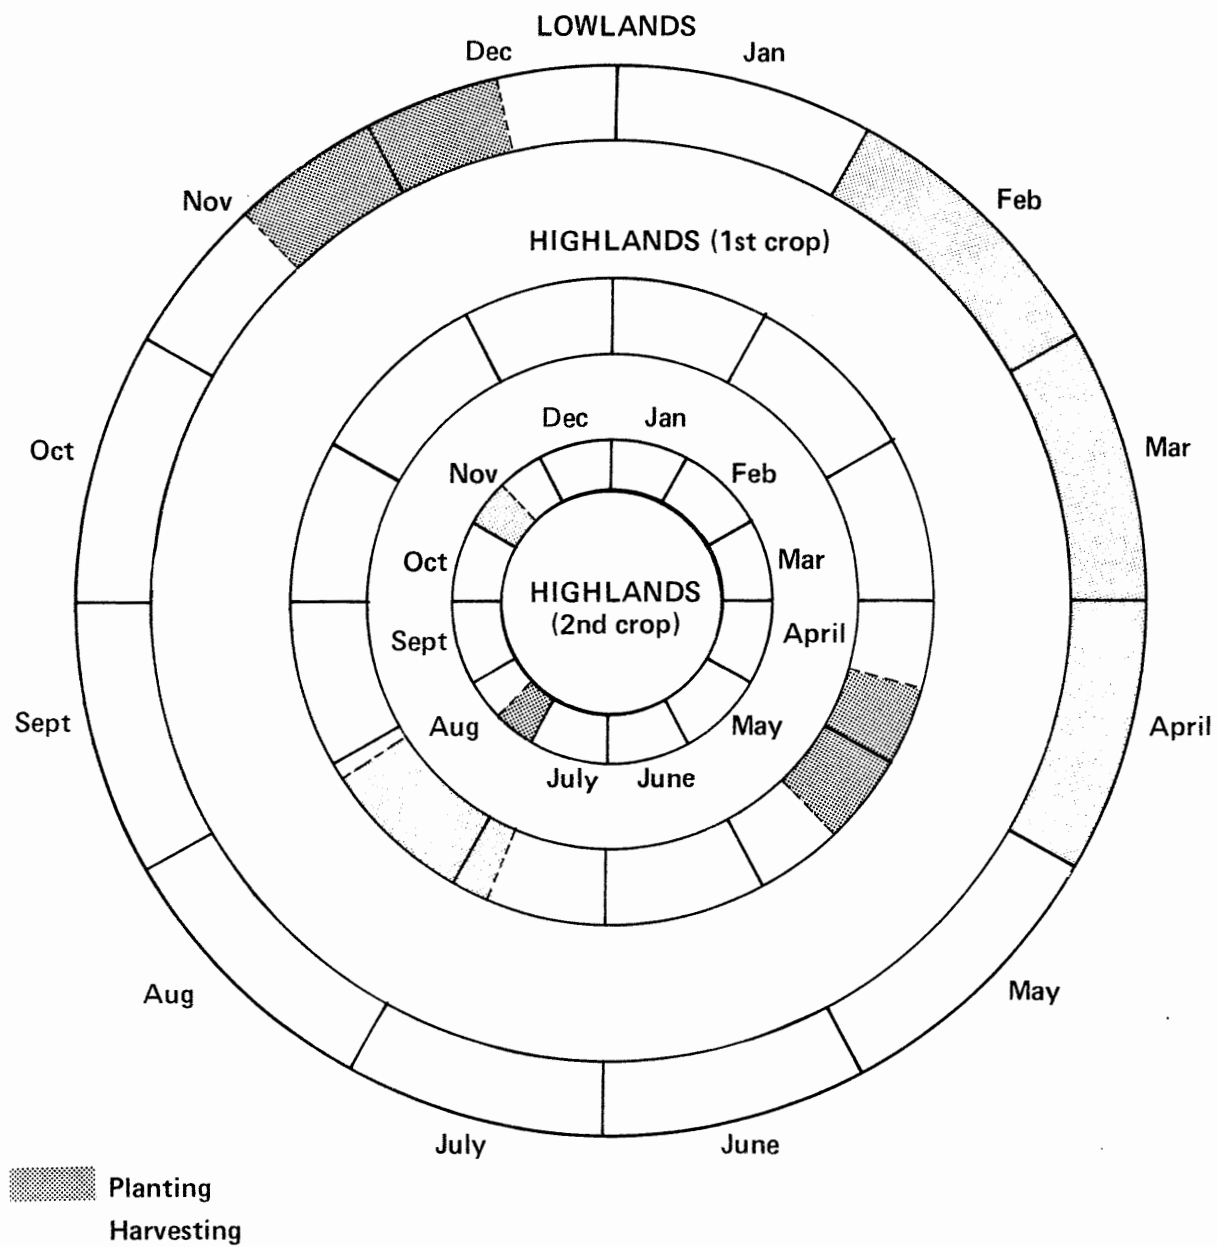 LOWLANDS
Dec
Jan
Nov
Feb
HIGHLANDS (1st crop)
Oct
Mar
Dec
Jan
Nov
Feb
Oct
Mar
HIGHLANDS
(2nd crop)
Sept
April
Aug
May
July
June
Sept
April
Aug
May
July
June
Planting
Harvesting